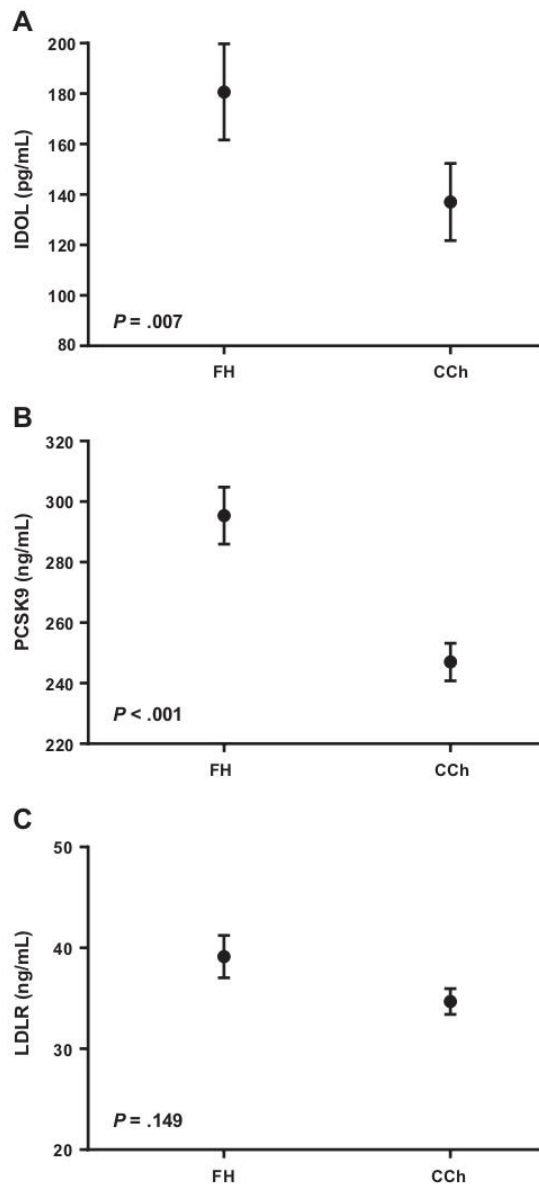 A
IDOL (pg/mL)
200
180
160
140
120
100
80
P = .007
FH CCh
B
PCSK9 (ng/mL)
320
300
280
260
240
220
P < .001
FH CCh
C
LDLR (ng/mL)
50
40
30
20
P = .149
FH CCh